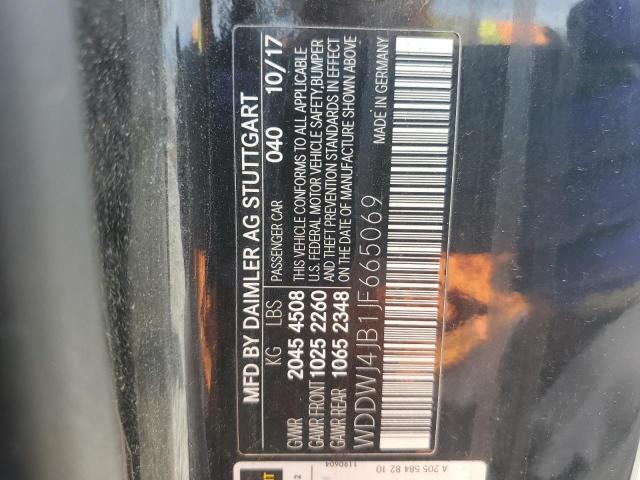 MFD BY DAIMLER AG STUTTGART
PASSENGER CAR 040 10/17
KG LBS
GWR 2045 4508
GAWR FRONT 1025 2260
GAWR REAR 1065 2348
THIS VEHICLE CONFORMS TO ALL APPLICABLE
U.S. FEDERAL MOTOR VEHICLE SAFETY,BUMPER
AND THEFT PREVENTION STANDARDS IN EFFECT
ON THE DATE OF MANUFACTURE SHOWN ABOVE
WDDWJ4JB1JF665069
MADE IN GERMANY
1190604
A 205 584 82 10